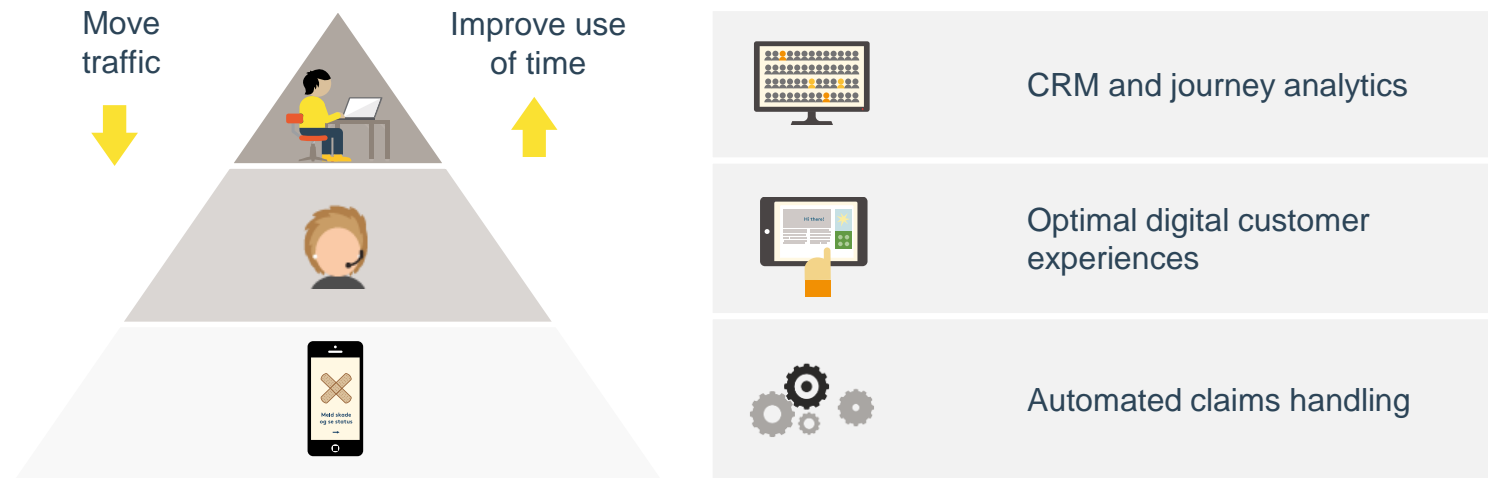 Move
traffic
Improve use
of time
Meld skade
og se status
CRM and journey analytics
Hi there!
Optimal digital customer
experiences
Automated claims handling